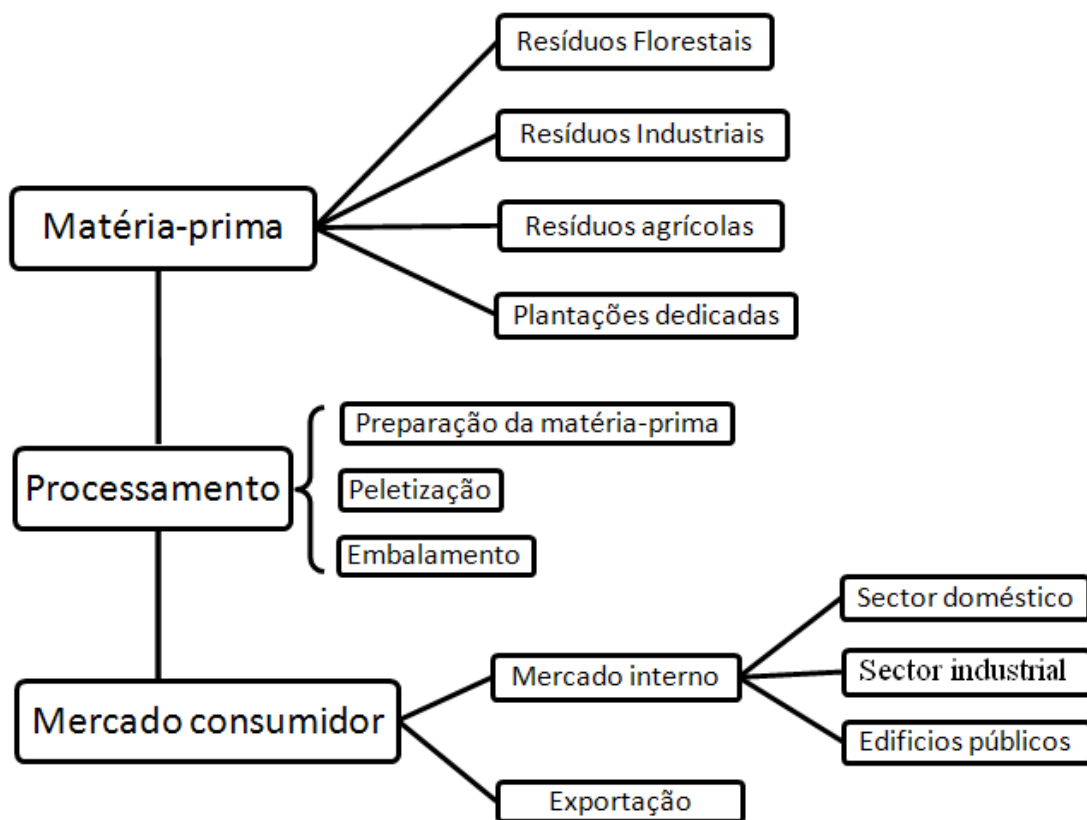 Resíduos Florestais
Resíduos Industriais
Matéria-prima
Resíduos agrícolas
Plantações dedicadas
Preparação da matéria-prima
Processamento
Peletização
Embalamento
Sector doméstico
Mercado interno
Sector industrial
Mercado consumidor
Edificios públicos
Exportação